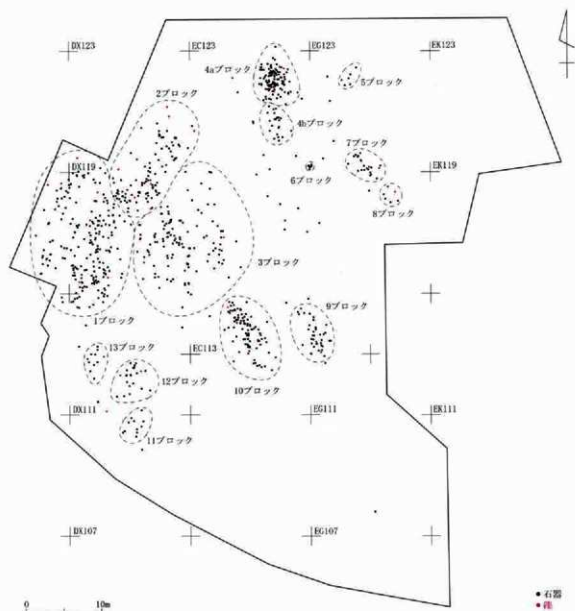 DX123
EC123
EG123
EK123
4aブロック
5ブロック
2ブロック
4bブロック
7ブロック
DX119
EK119
6ブロック
8ブロック
3ブロック
1ブロック
9ブロック
13ブロック
EC113
12ブロック
10ブロック
DX111
EG111
EK111
11ブロック
DX107
EG107
0 10m
石器
礫